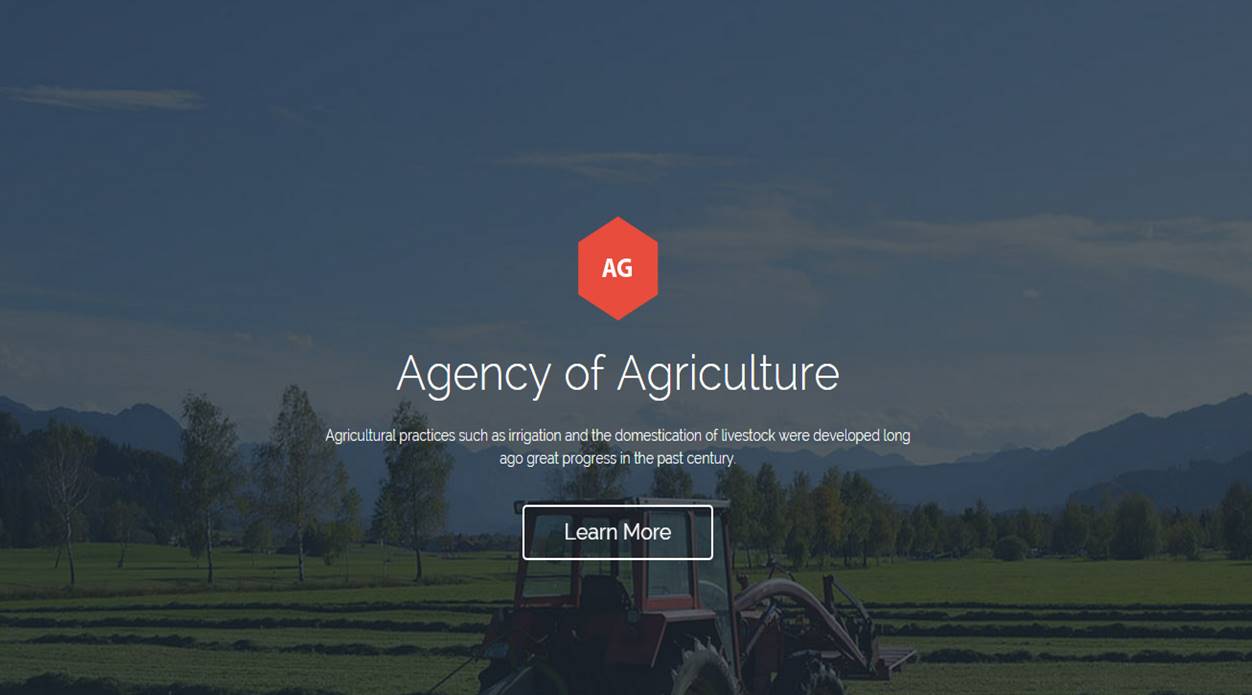 AG
Agency of Agriculture
Agricultural practices such as irrigation and the domestication of livestock were developed long
ago great progress in the past century.
Learn More